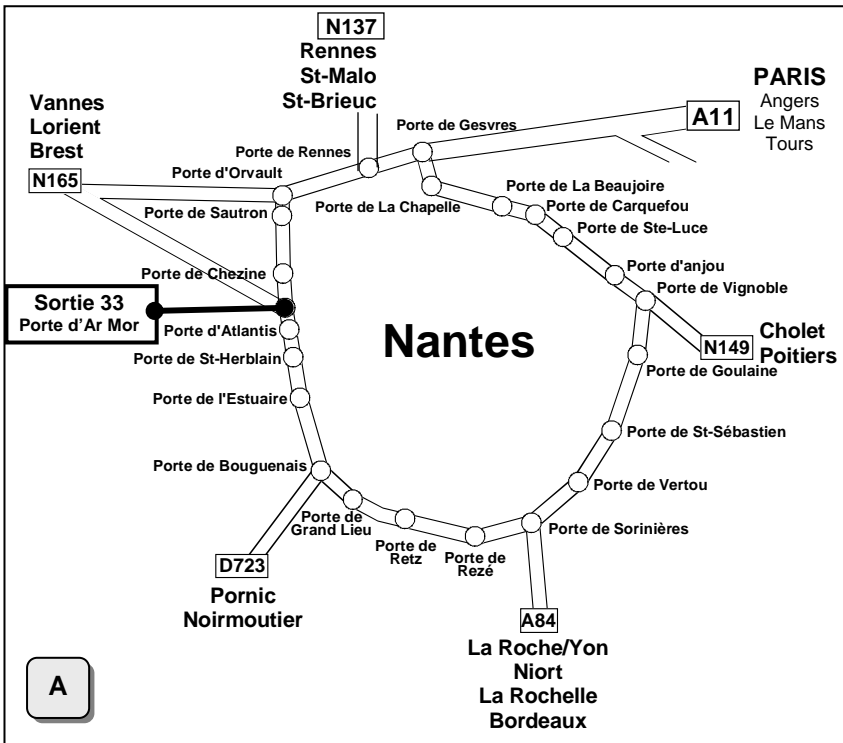 N137
Rennes
St-Malo
St-Brieuc
PARIS
Angers
Le Mans
Tours
A11
Vannes
Lorient
Brest
N165
Porte de Gesvres
Porte de Rennes
Porte d'Orvault
Porte de La Chapelle
Porte de La Beaujoire
Porte de Carquefou
Porte de Ste-Luce
Porte de Sautron
Porte de Chezine
Porte d'anjou
Porte de Vignoble
Sortie 33
Porte d'Ar Mor
Porte d'Atlantis
Nantes
N149
Cholet
Poitiers
Porte de St-Herblain
Porte de Goulaine
Porte de l'Estuaire
Porte de St-Sébastien
Porte de Bouguenais
Porte de Vertou
Porte de
Grand Lieu
Porte de
Retz
Porte de
Rezé
Porte de Sorinières
D723
Pornic
Noirmoutier
A84
La Roche/Yon
Niort
La Rochelle
Bordeaux
A